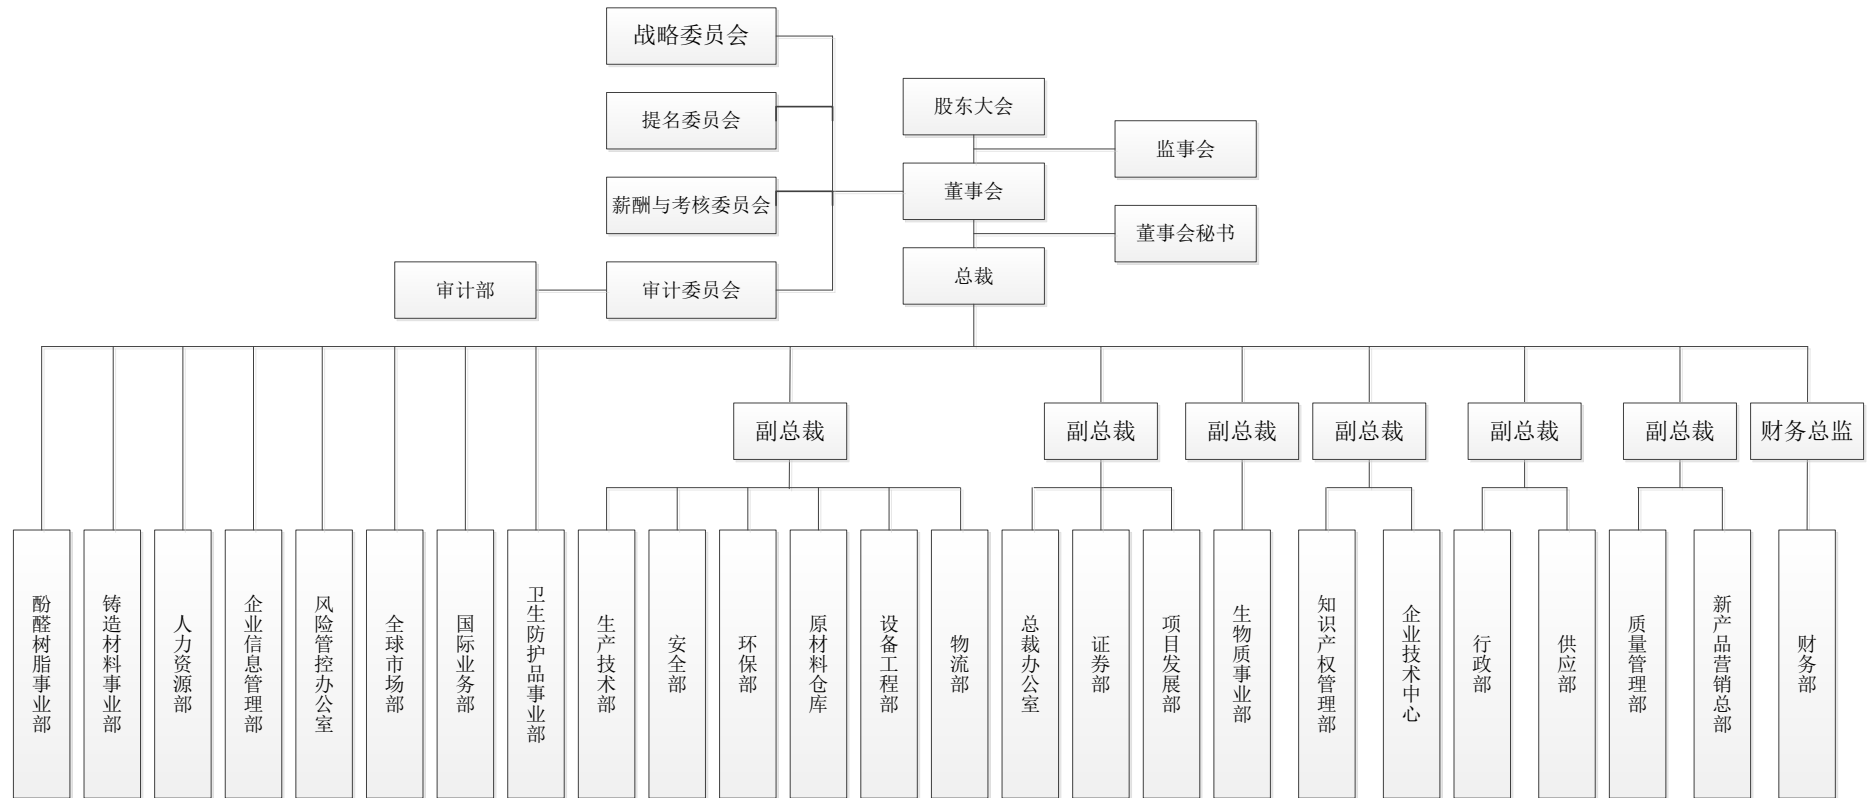 战略委员会
股东大会
提名委员会
监事会
董事会
薪酬与考核委员会
董事会秘书
总裁
审计部
审计委员会
副总裁
副总裁
副总裁
副总裁
副总裁
副总裁
财务总监
酚醛树脂事业部
铸造材料事业部
人力资源部
企业信息管理部
风险管控办公室
全球市场部
国际业务部
卫生防护品事业部
生产技术部
安全部
环保部
原材料仓库
设备工程部
物流部
总裁办公室
证券部
项目发展部
生物质事业部
知识产权管理部
企业技术中心
行政部
供应部
质量管理部
新产品营销总部
财务部